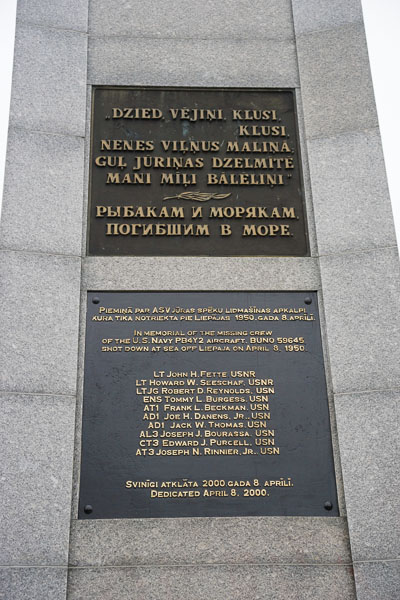 „DZIED, VĒJIŅI, KLUSI,
KLUSI,
NENES VIĻŅUS MALIŅĀ,
GUĻ JŪRIŅAS DZELMĪTĒ
MANI MĪĻI BĀLELIŅI”
РЫБАКАМ И МОРЯКАМ,
ПОГИБШИМ В МОРЕ.
PIEMIŅA PAR ASV JŪRAS SPĒKU LIDMAŠĪNAS APKALPI
KURA TIKA NOTRIEKTA PIE LIEPĀJAS 1950. GADA 8. APRĪLĪ.
IN MEMORIAL OF THE MISSING CREW
OF THE U.S. NAVY PB4Y2 AIRCRAFT, BUNO 59645
SHOT DOWN AT SEA OFF LIEPAJA ON APRIL 8, 1950.
LT JOHN H. FETTE USNR
LT HOWARD W. SEESCHAF, USNR
LTJG ROBERT D. REYNOLDS, USN
ENS TOMMY L. BURGESS, USN
AT1 FRANK L. BECKMAN, USN
AD1 JOE H. DANENS, JR., USN
AD1 JACK W. THOMAS, USN
AL3 JOSEPH J. BOURASSA, USN
CT3 EDWARD J. PURCELL, USN
AT3 JOSEPH N. RINNIER, JR., USN
SVINĪGI ATKLĀTA 2000. GADA 8 APRĪLĪ.
DEDICATED APRIL 8, 2000.